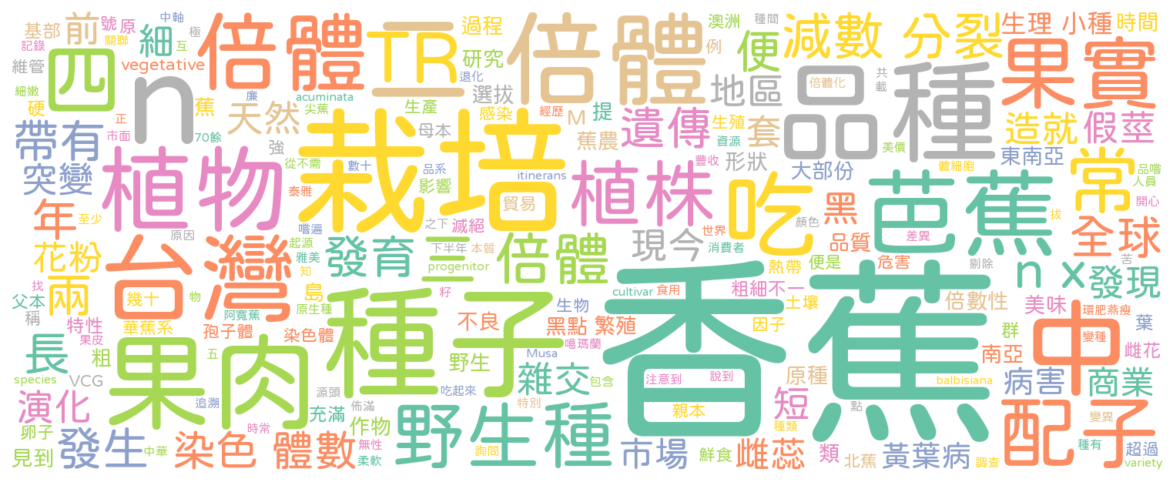 香蕉
栽培
種子
果肉
品種
倍體
倍體
n
植物
台灣
芭蕉
吃
中
四
TR
三
果實
配子
常
野生種
植株
減數 分裂
便
倍體
發育
兩
長
年
細
前
帶有
突變
天然
花粉
演化
發生
染色 體數
雜交
市場
雌蕊
短
黃葉病
病害
商業
全球
發現
n x
現今
黑
遺傳
套
地區
造就
假莖
生理 小種
時間
東南亞
大部份
形狀
選拔
研究
過程
澳洲
例
種間
基部
號 原
中軸
極
記錄
關聯
互
維管
vegetative
細嫩
硬
廉
蕉
acuminata
尖蕉
正
市面
70餘
強
從不需
數十
泰雅
至少
原因
起源
雅美
知
嚐遍
下半年
本質
之下
影響
品系
itinerans
母本
生產
感染
退化
經歷
M
提
蕉農
貿易
滅絕
progenitor
cultivar
食用
生物
消費者
世界
豐收
資源
生殖
顏色
品質
便是
危害
熱帶
剔除
苦
差異
美價
共
載
倍體化
載細胞
品嚐
人員
開心
拔
粗細不一
土壤
因子
倍數性
美味
環肥燕瘦
葉
群
南亞
變種
雌花
balbisiana
原種
注意到
說到
親本
點
種類
類
北蕉
調查
變異
種有
超過
variety
鮮食
特別
詢問
包含
吃起來
Musa
噶瑪蘭
不良
黑點 繁殖
野生
籽
島
原生種
阿寬蕉
物
幾十
華蕉系
孢子體
染色體
找
父本
稱
特性
果皮
粗
五
VCG
species
追溯
源頭
佈滿
充滿
作物
無性
柔軟
時常
中華
卵子
見到